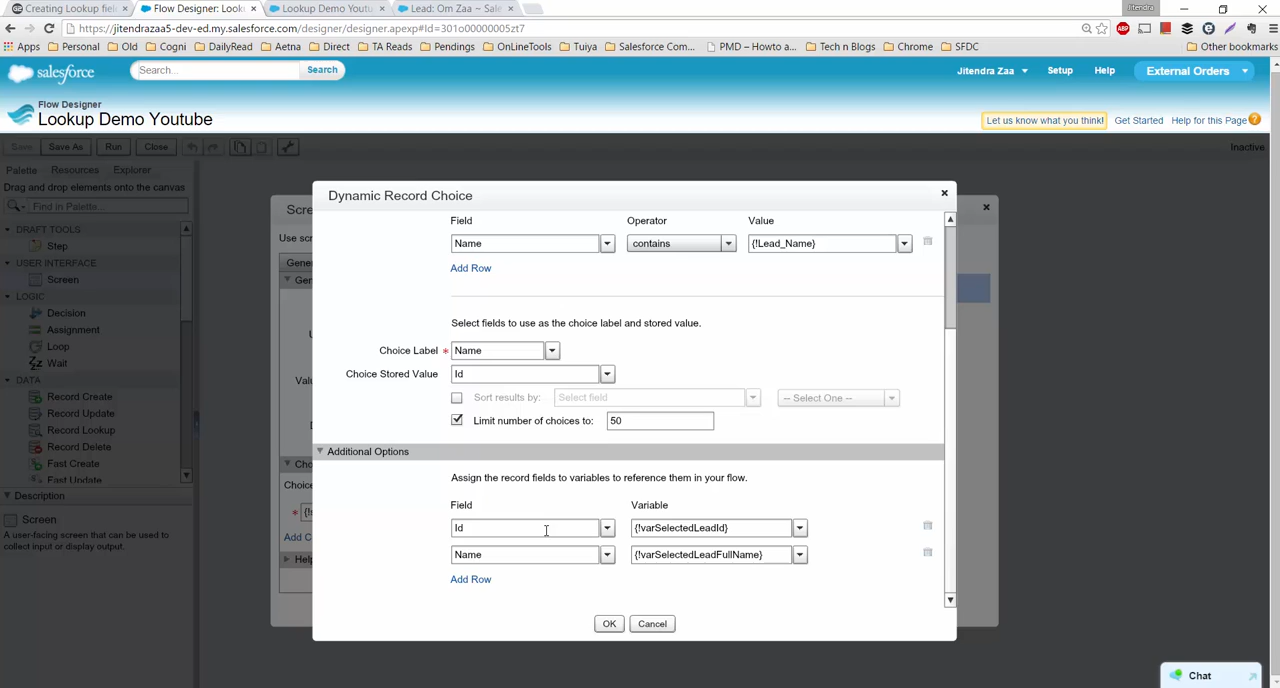 Creating Lookup fiel
Flow Designer: Look
Lookup Demo Youtu
Lead: Om Zaa ~ Sale
Jitendra
https://jitendrazaa5-dev-ed.my.salesforce.com/designer/designer.apexp#Id=301o00000005zt7
Apps
Personal
Old
Cogni
DailyRead
Aetna
Direct
TA Reads
Pendings
OnLineTools
Tuiya
Salesforce Com...
PMD – Howto a...
Tech n Blogs
Chrome
SFDC
Other bookmarks
salesforce
Search...
Search
Jitendra Zaa
Setup
Help
External Orders
Flow Designer
Lookup Demo Youtube
Let us know what you think!
Get Started
Help for this Page
Save
Save As
Run
Close
Inactive
Palette
Resources
Explorer
Drag and drop elements onto the canvas
Find in Palette...
DRAFT TOOLS
Step
USER INTERFACE
Screen
LOGIC
Decision
Assignment
Loop
Wait
DATA
Record Create
Record Update
Record Lookup
Record Delete
Fast Create
Fast Update
Description
Screen
A user-facing screen that can be used to
collect input or display output.
Dynamic Record Choice
Field
Operator
Value
Name
contains
{!Lead_Name}
Add Row
Select fields to use as the choice label and stored value.
Choice Label * Name
Choice Stored Value Id
Sort results by: Select field -- Select One --
Limit number of choices to: 50
Additional Options
Assign the record fields to variables to reference them in your flow.
Field
Variable
Id
{!varSelectedLeadId}
Name
{!varSelectedLeadFullName}
Add Row
OK
Cancel
Chat